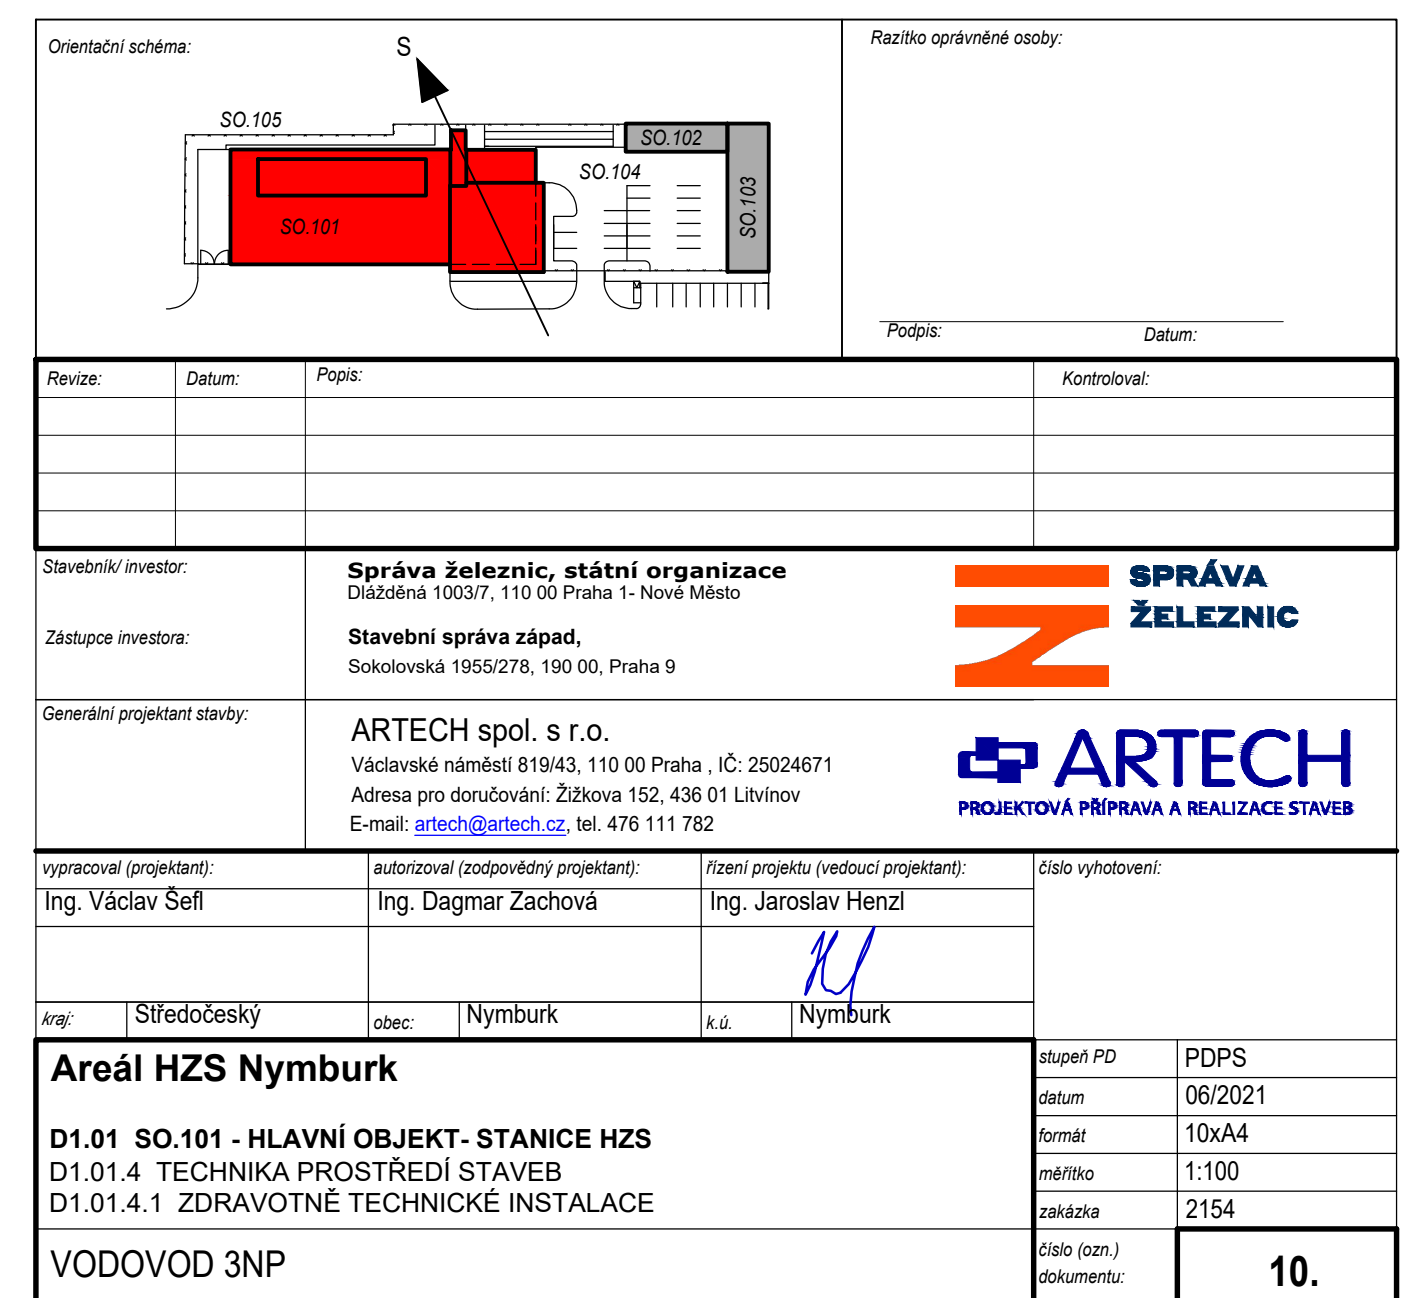 Orientační schéma:
S
SO.105
SO.102
SO.104
SO.103
SO.101
Razítko oprávněné osoby:
Podpis: Datum:
Revize: Datum: Popis: Kontroloval:
Stavebník/ investor:
Správa železnic, státní organizace
Dlážděná 1003/7, 110 00 Praha 1- Nové Město
Zástupce investora:
Stavební správa západ,
Sokolovská 1955/278, 190 00, Praha 9
SPRÁVA
ŽELEZNIC
Generální projektant stavby:
ARTECH spol. s r.o.
Václavské náměstí 819/43, 110 00 Praha , IČ: 25024671
Adresa pro doručování: Žižkova 152, 436 01 Litvínov
E-mail: artech@artech.cz, tel. 476 111 782
ARTECH
PROJEKTOVÁ PŘÍPRAVA A REALIZACE STAVEB
vypracoval (projektant): autorizoval (zodpovědný projektant): řízení projektu (vedoucí projektant): číslo vyhotovení:
Ing. Václav Šefl Ing. Dagmar Zachová Ing. Jaroslav Henzl
kraj: Středočeský obec: Nymburk k.ú. Nymburk
Areál HZS Nymburk
D1.01 SO.101 - HLAVNÍ OBJEKT- STANICE HZS
D1.01.4 TECHNIKA PROSTŘEDÍ STAVEB
D1.01.4.1 ZDRAVOTNĚ TECHNICKÉ INSTALACE
VODOVOD 3NP
stupeň PD PDPS
datum 06/2021
formát 10xA4
měřítko 1:100
zakázka 2154
číslo (ozn.)
dokumentu: 10.